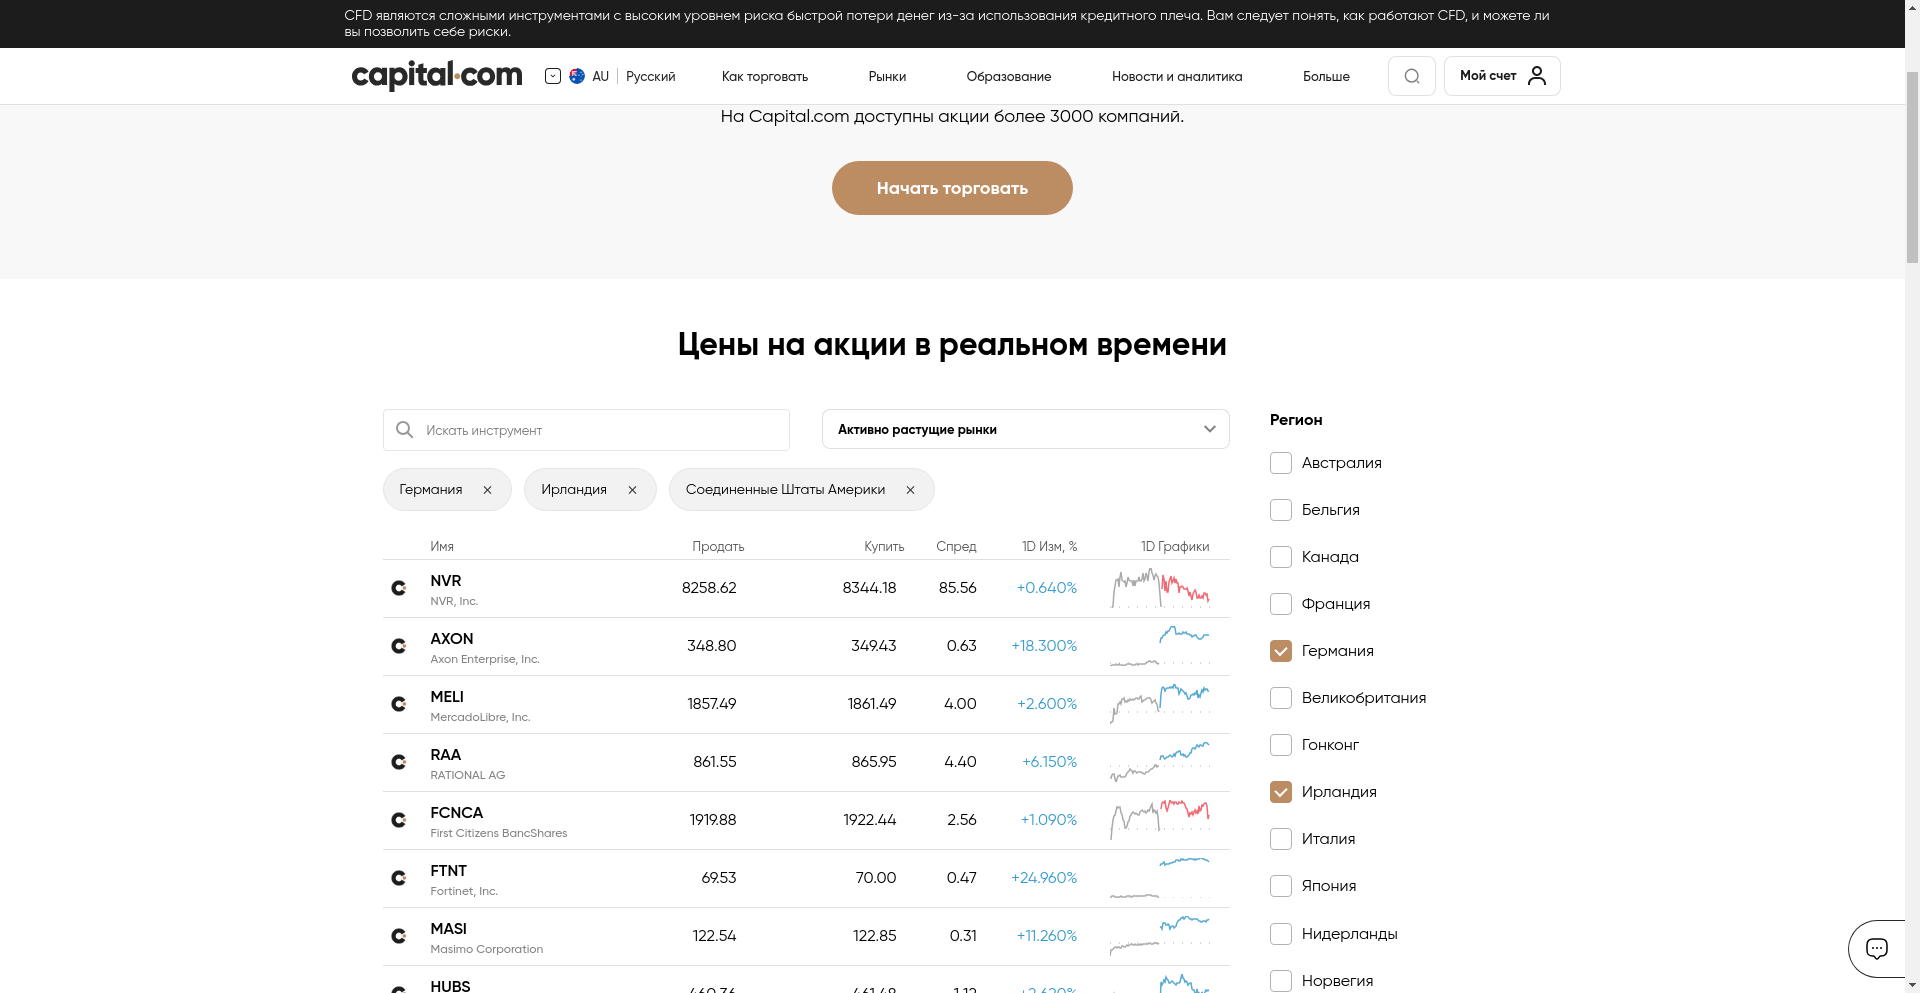 CFD являются сложными инструментами с высоким уровнем риска быстрой потери денег из-за использования кредитного плеча. Вам следует понять, как работают CFD, и можете ли
вы позволить себе риски.
capital.com AU Русский Как торговать Рынки Образование Новости и аналитика Больше Мой счет
На Capital.com доступны акции более 3000 компаний.
Начать торговать
Цены на акции в реальном времени
Искать инструмент
Активно растущие рынки
Германия Ирландия Соединенные Штаты Америки
Имя Продать Купить Спред 1D Изм, % 1D Графики
NVR 8258.62 8344.18 85.56 +0.640%
NVR, Inc.
AXON 348.80 349.43 0.63 +18.300%
Axon Enterprise, Inc.
MELI 1857.49 1861.49 4.00 +2.600%
MercadoLibre, Inc.
RAA 861.55 865.95 4.40 +6.150%
RATIONAL AG
FCNCA 1919.88 1922.44 2.56 +1.090%
First Citizens BancShares
FTNT 69.53 70.00 0.47 +24.960%
Fortinet, Inc.
MASI 122.54 122.85 0.31 +11.260%
Masimo Corporation
HUBS 460.36 461.48 1.12 +2.620%
Регион
Австралия
Бельгия
Канада
Франция
Германия
Великобритания
Гонконг
Ирландия
Италия
Япония
Нидерланды
Норвегия